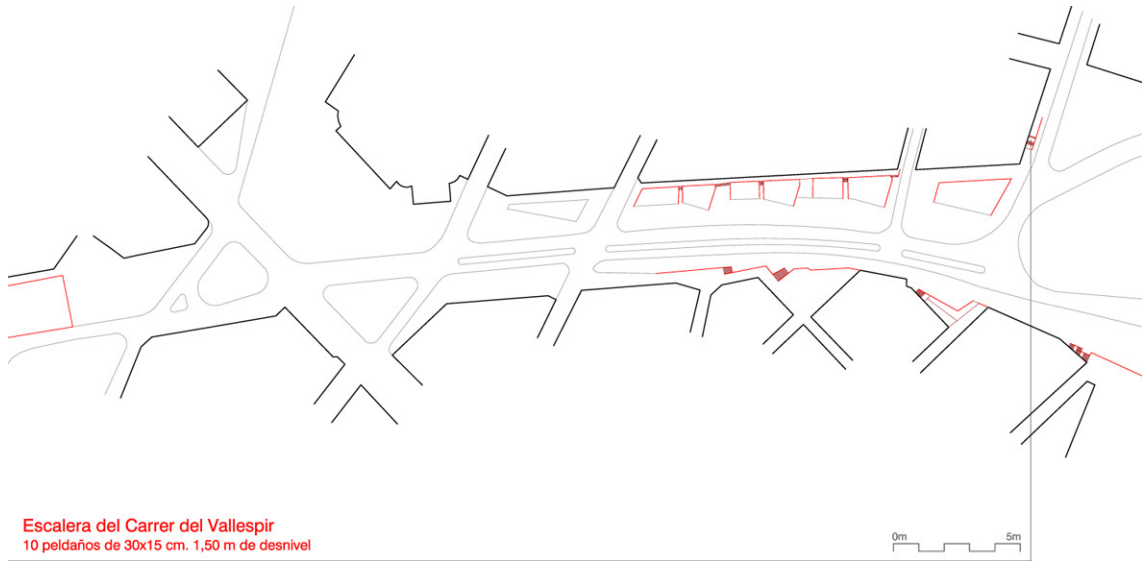 Escalera del Carrer del Vallespir
10 peldaños de 30x15 cm. 1,50 m de desnivel
0m 5m